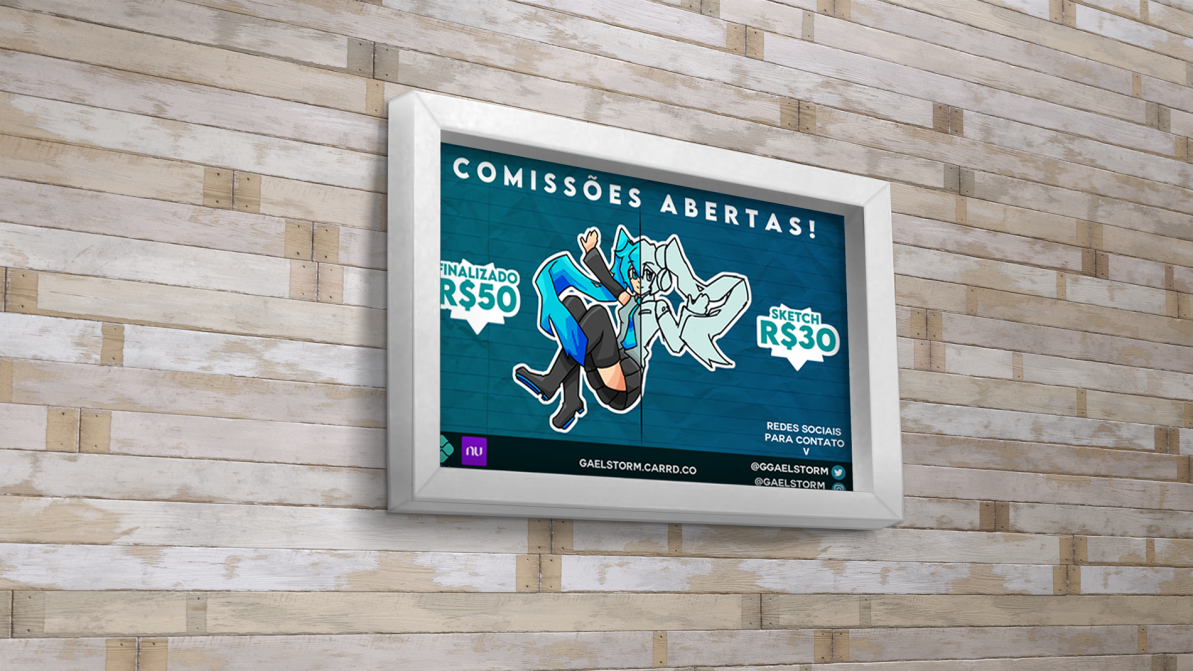 COMISSÕES ABERTAS!
FINALIZADO
R$50
SKETCH
R$30
REDES SOCIAIS
PARA CONTATO
V
nu
GAELSTORM.CARRD.CO
@GGAELSTORM
@GAELSTORM